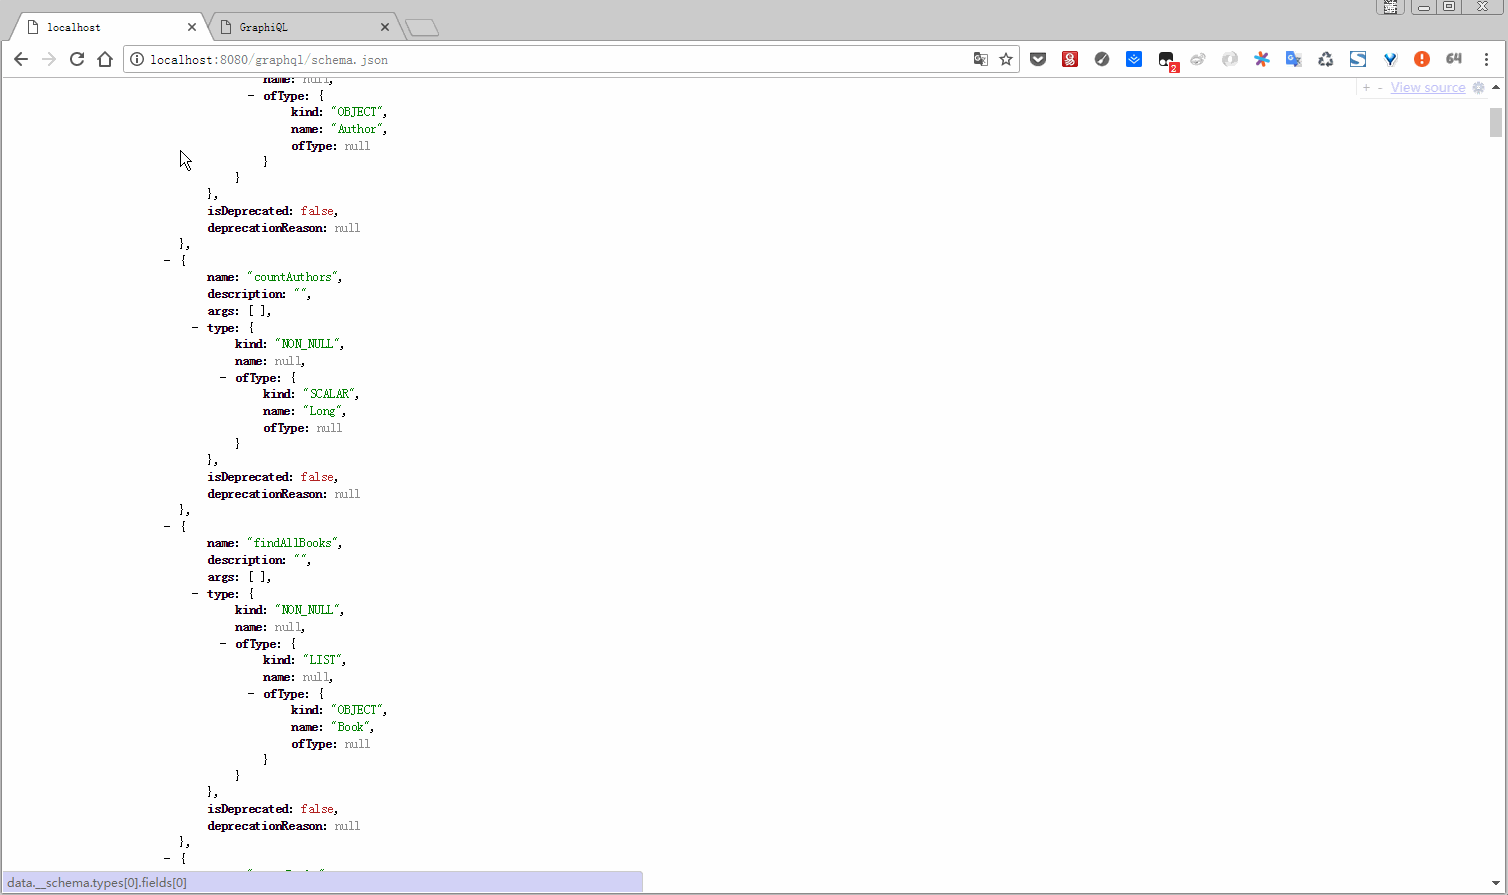 localhost
GraphiQL
localhost:8080/graphql/schema.json
2
64
+ - View source
name: null,
- ofType: {
kind: "OBJECT",
name: "Author",
ofType: null
}
}
},
isDeprecated: false,
deprecationReason: null
},
- {
name: "countAuthors",
description: "",
args: [ ],
- type: {
kind: "NON_NULL",
name: null,
- ofType: {
kind: "SCALAR",
name: "Long",
ofType: null
}
},
isDeprecated: false,
deprecationReason: null
},
- {
name: "findAllBooks",
description: "",
args: [ ],
- type: {
kind: "NON_NULL",
name: null,
- ofType: {
kind: "LIST",
name: null,
- ofType: {
kind: "OBJECT",
name: "Book",
ofType: null
}
}
},
isDeprecated: false,
deprecationReason: null
},
- {
data.__schema.types[0].fields[0]